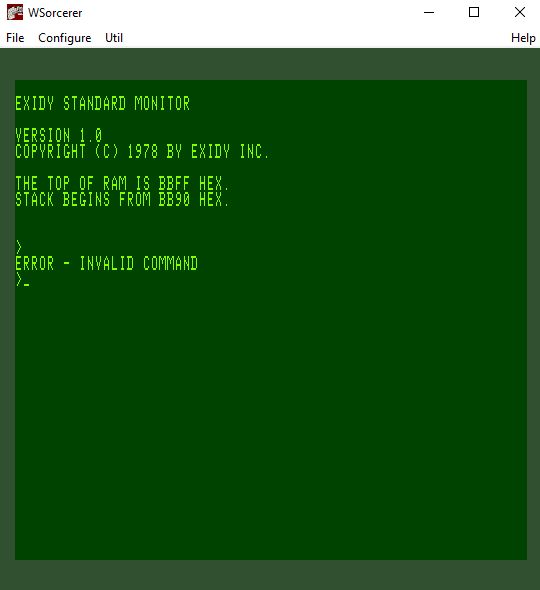 WSorcerer
File Configure Util Help
EXIDY STANDARD MONITOR
VERSION 1.0
COPYRIGHT (C) 1978 BY EXIDY INC.
THE TOP OF RAM IS BBFF HEX.
STACK BEGINS FROM BB90 HEX.
>
ERROR - INVALID COMMAND
>_